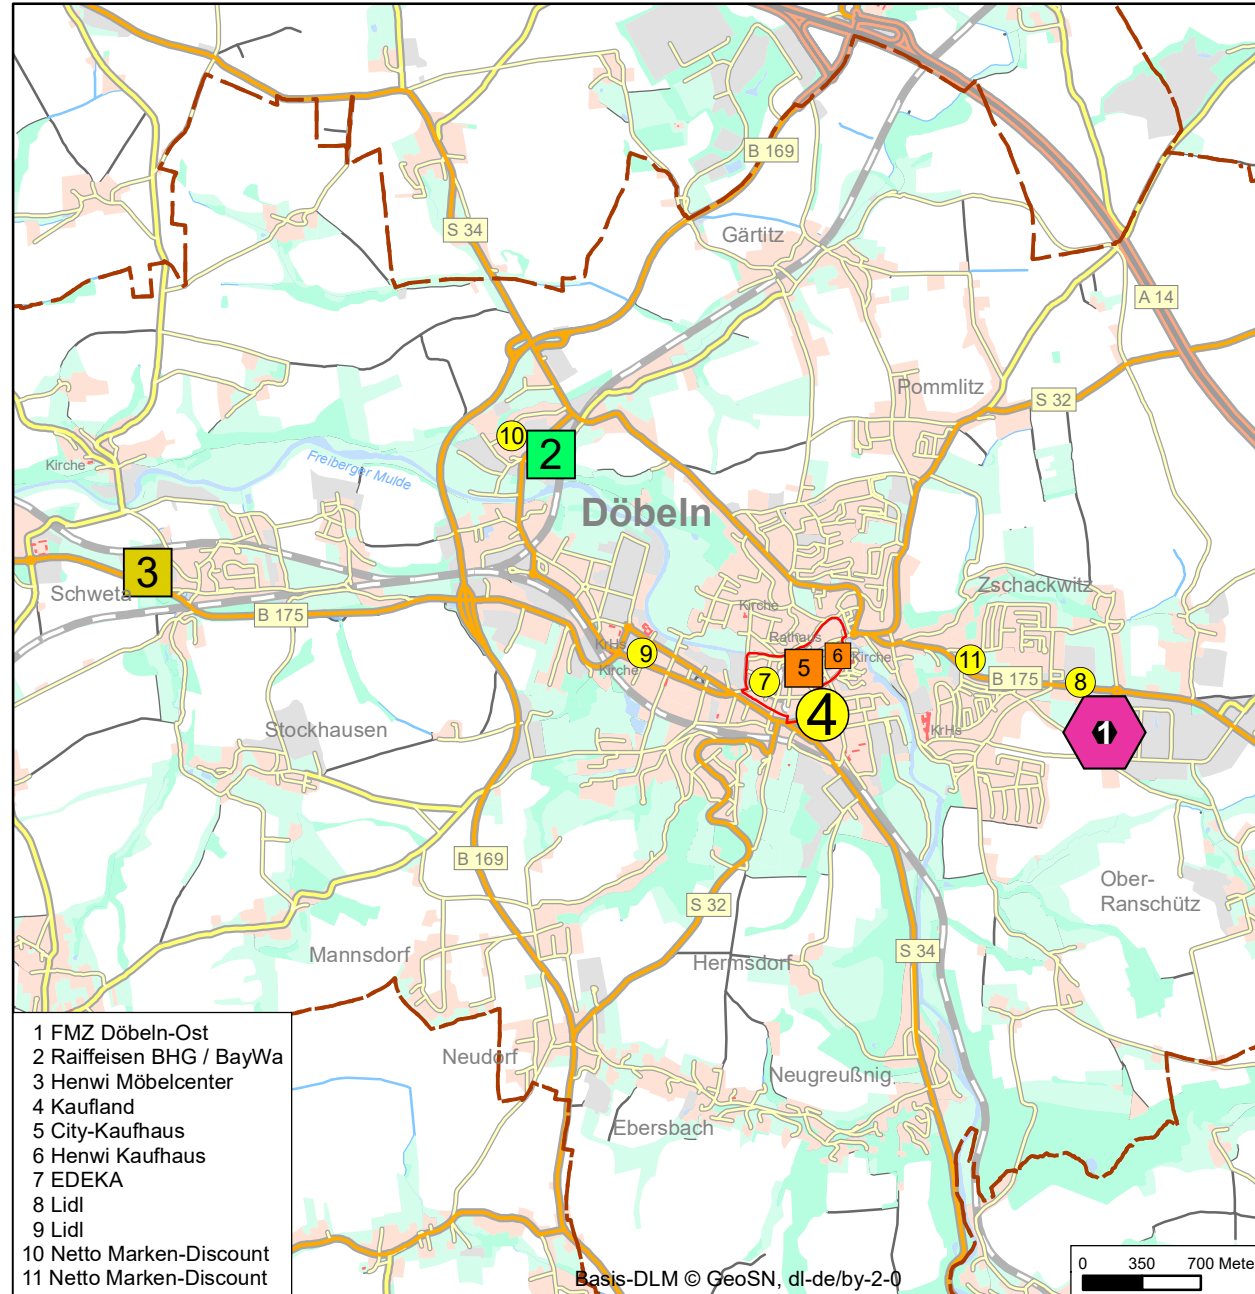 B 169
S 34
Gärtitz
A 14
Pommlitz
S 32
10
2
Kirche
Freiberger Mulde
Döbeln
3
Schweta
B 175
Zschackwitz
Kirche
Rathaus
KrHs
9
Kirche
5
6
Kirche
7
4
11
B 175
8
1
KrHs
Stockhausen
B 169
S 32
Ober-
Ranschütz
Mannsdorf
Hermsdorf
S 34
Neudorf
Neugreußnig.
Ebersbach
1 FMZ Döbeln-Ost
2 Raiffeisen BHG / BayWa
3 Henwi Möbelcenter
4 Kaufland
5 City-Kaufhaus
6 Henwi Kaufhaus
7 EDEKA
8 Lidl
9 Lidl
10 Netto Marken-Discount
11 Netto Marken-Discount
Basis-DLM © GeoSN, dl-de/by-2-0
0 350 700 Mete